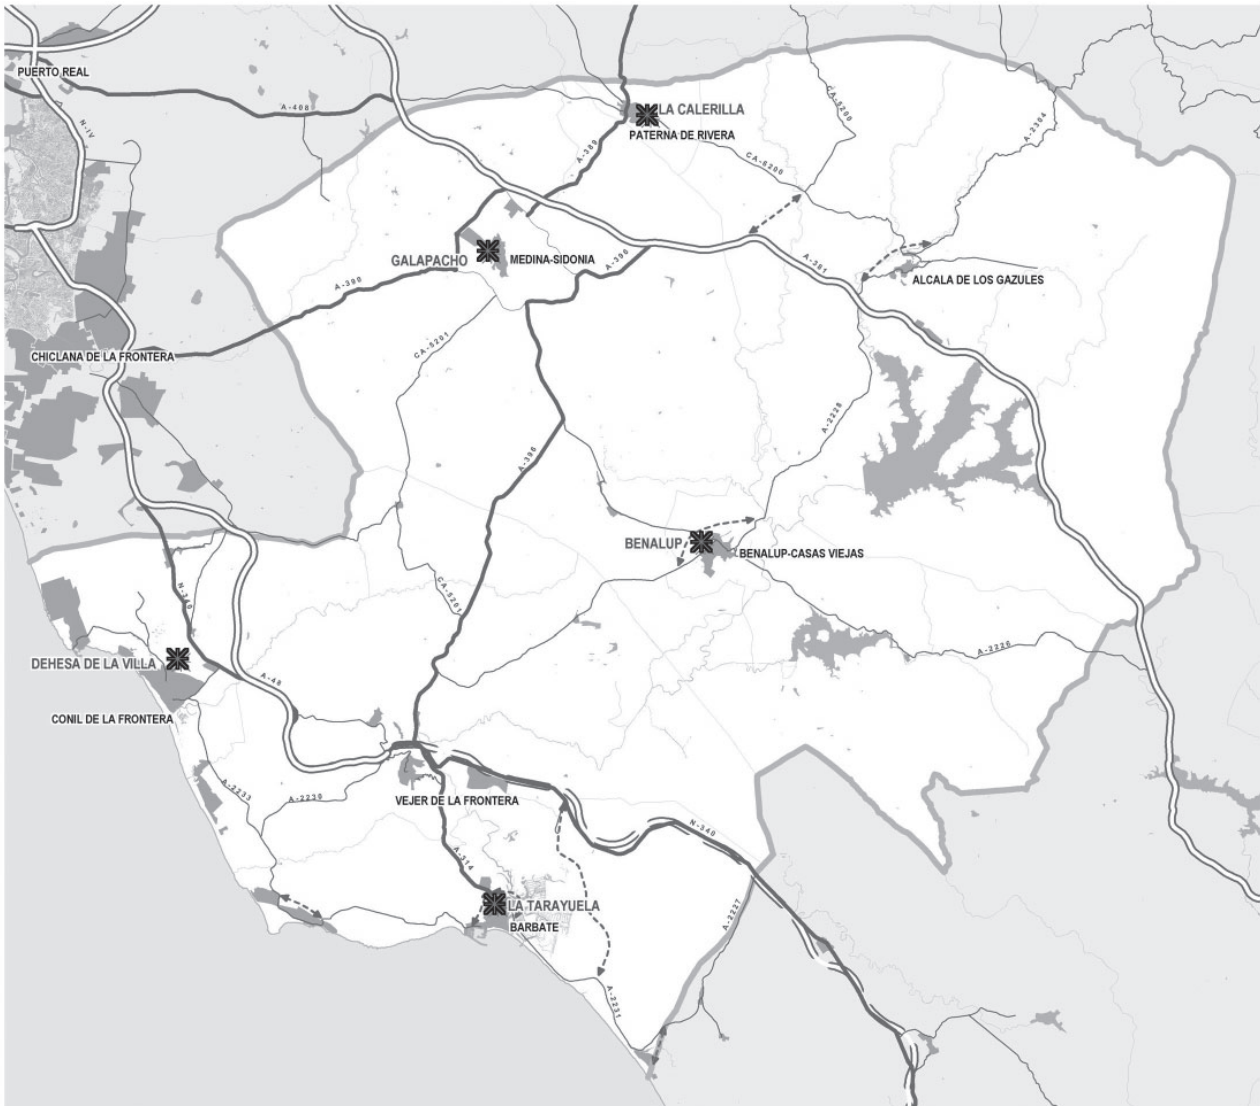 PUERTO REAL
N-IV
A-408
LA CALERILLA
PATERNA DE RIVERA
A-389
CA-5200
A-2304
CA-6200
GALAPACHO
MEDINA-SIDONIA
A-396
A-381
ALCALA DE LOS GAZULES
A-390
CA-5201
CHICLANA DE LA FRONTERA
A-2228
A-396
BENALUP
BENALUP-CASAS VIEJAS
CA-5201
N-340
DEHESA DE LA VILLA
A-48
A-2226
CONIL DE LA FRONTERA
A-2233
A-2230
VEJER DE LA FRONTERA
N-340
A-314
LA TARAYUELA
BARBATE
A-2227
A-2231